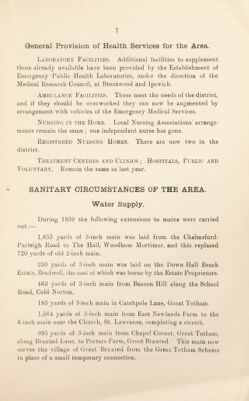 7
General Provision of Health Services for the Area.
LABORATORY FACILITIES. Additional facilities to supplement
those already available have been provided by the Establishment of
Emergency Public Health Laboratories, under the direction of the
Medical Research Council, at Brentwood and Ipswich.
AMBULANCE FACILITIES. These meet the needs of the district,
and if they should be overworked they can now be augmented by
arrangement with vehicles of the Emergency Medical Services.
NURSING IN THE HOME. Local Nursing Associations' arrange-
ments remain the same; one independent nurse has gone.
REGISTERED NURSING HOMES. There are now two in the
district.
TREATMENT CENTRES AND CLINICS; HOSPITALS, PUBLIC AND
VOLUNTARY. Remain the same as last year.
SANITARY CIRCUMSTANCES OF THE AREA.
Water Supply.
During 1939 the following extensions to mains were carried
out :—
1,853 yards of 3-inch main was laid from the Chelmsford-
Purleigh Road to The Hall, Woodham Mortimer, and this replaced
720 yards of old 2-inch main.
250 yards of 3-inch main was laid on the Down Hall Beach
Estate, Bradwell, the cost of which was borne by the Estate Proprietors.
463 yards of 3-inch main from Beacon Hill along the School
Road, Cold Norton.
185 yards of 3-inch main in Catchpole Lane, Great Totham.
1,564 yards of 3-inch main from East Newlands Farm to the
6-inch main near the Church, St. Lawrence, completing a circuit.
995 yards of 3-inch main from Chapel Corner, Great Totham,
along Braxted Lane, to Porters Farm, Great Braxted. This main now
serves the village of Great Braxted from the Great Totham Scheme
in place of a small temporary connection.